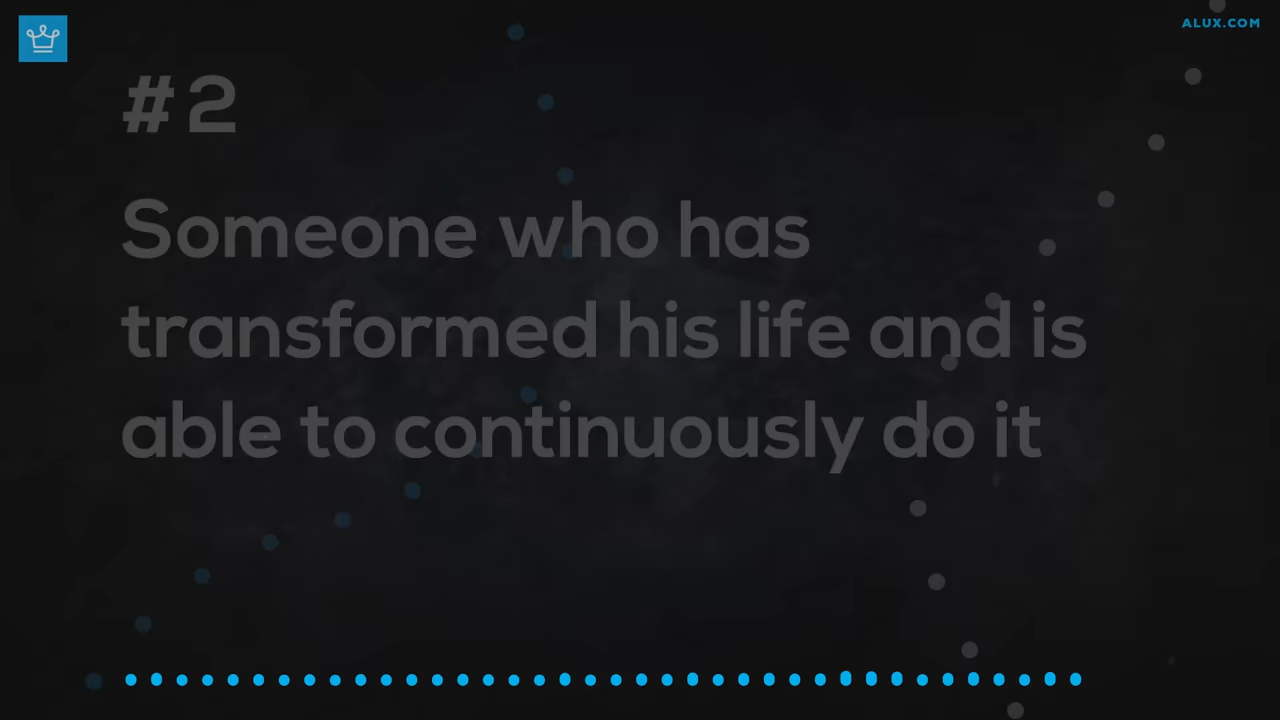 ALUX.COM
#2
Someone who has
transformed his life and is
able to continuously do it